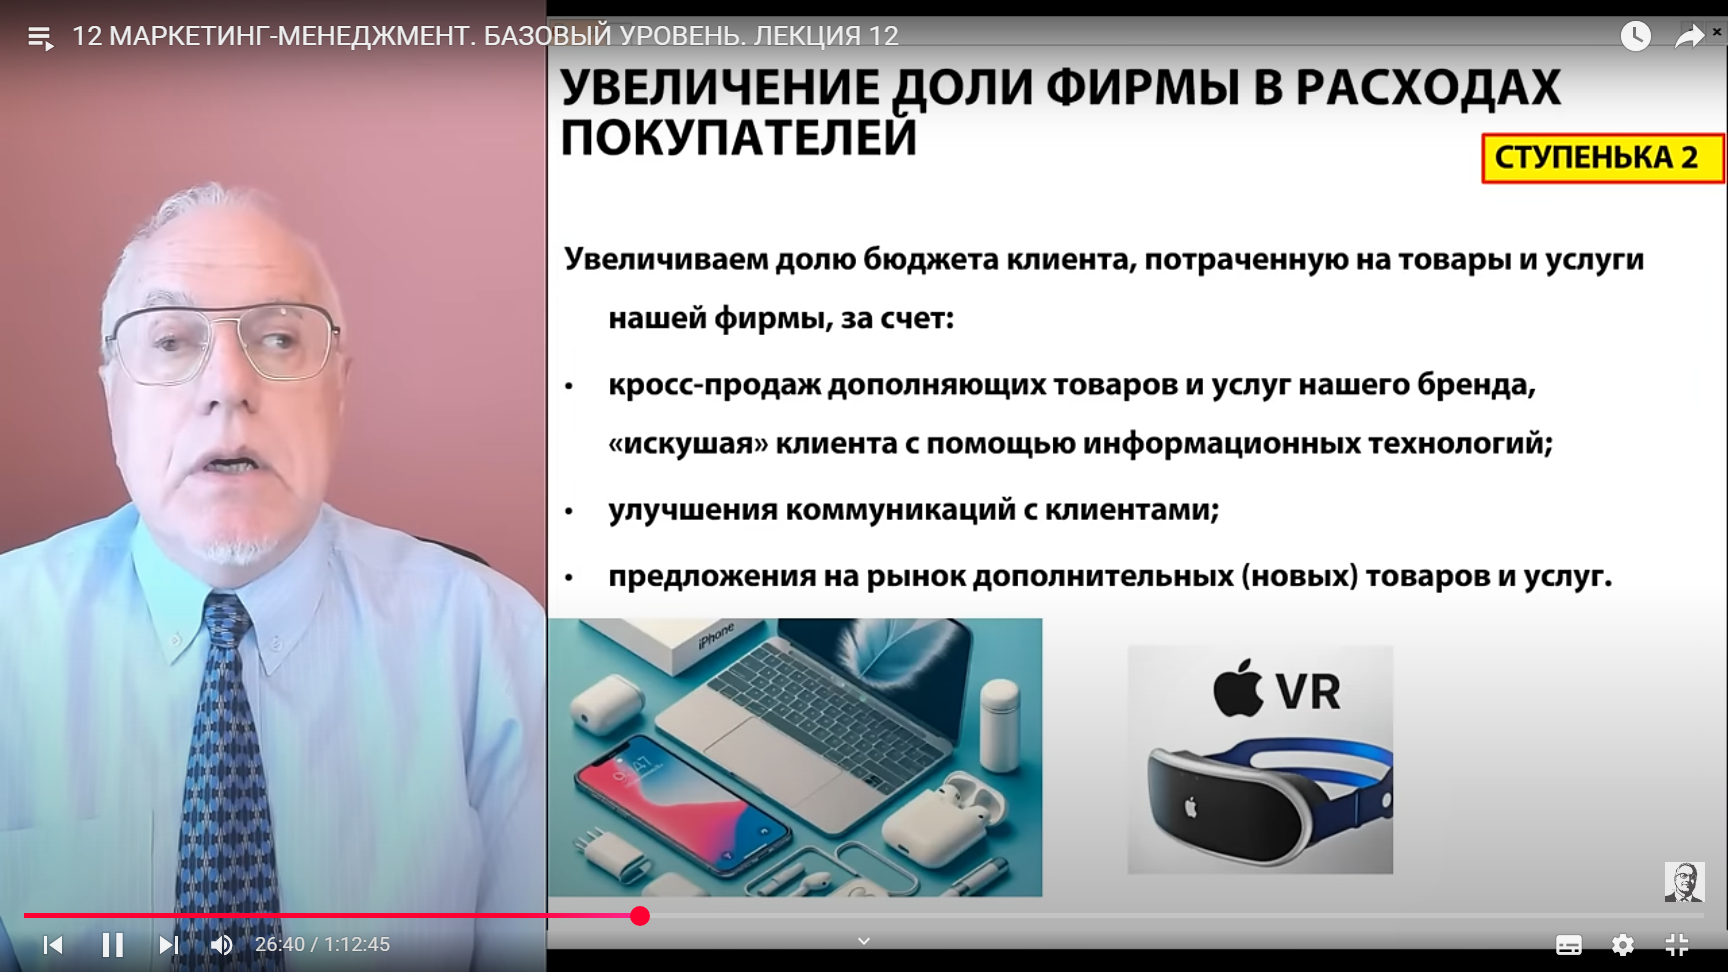 12 МАРКЕТИНГ-МЕНЕДЖМЕНТ. БАЗОВЫЙ УРОВЕНЬ. ЛЕКЦИЯ 12
УВЕЛИЧЕНИЕ ДОЛИ ФИРМЫ В РАСХОДАХ
ПОКУПАТЕЛЕЙ
СТУПЕНЬКА 2
Увеличиваем долю бюджета клиента, потраченную на товары и услуги
нашей фирмы, за счет:
• кросс-продаж дополняющих товаров и услуг нашего бренда,
«искушая» клиента с помощью информационных технологий;
• улучшения коммуникаций с клиентами;
• предложения на рынок дополнительных (новых) товаров и услуг.
iPhone
9:47
VR
26:40 / 1:12:45